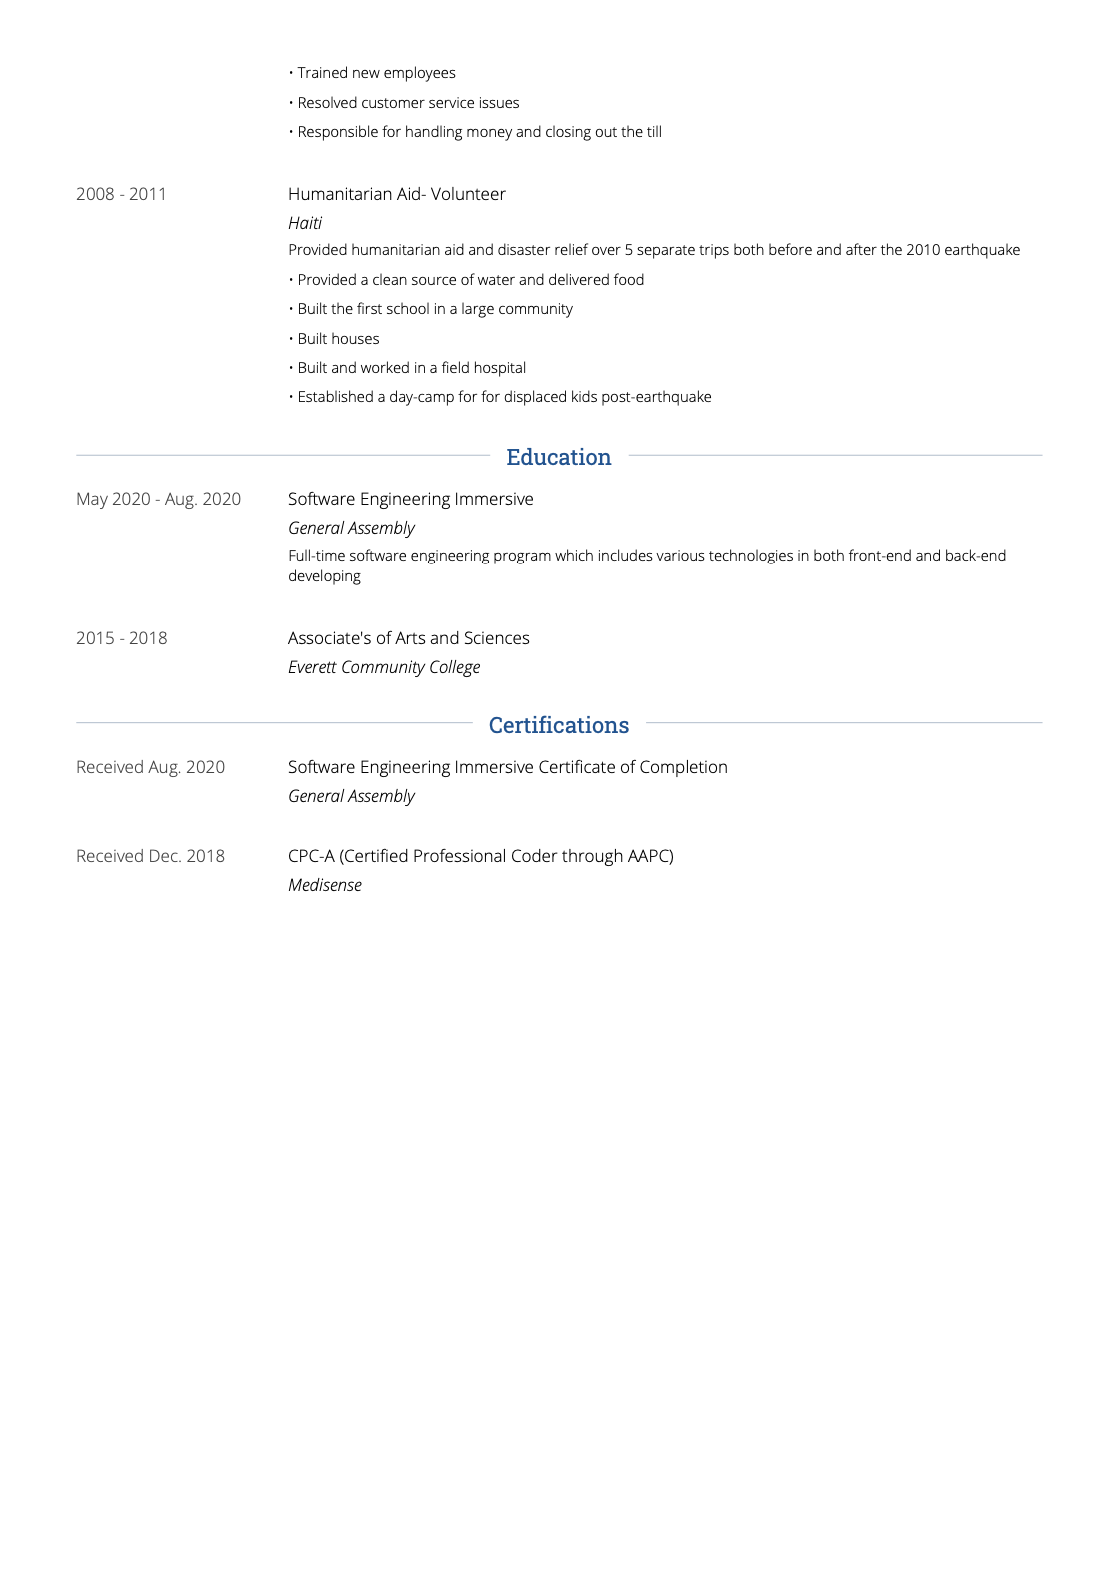 • Trained new employees
• Resolved customer service issues
• Responsible for handling money and closing out the till
2008 - 2011
Humanitarian Aid- Volunteer
Haiti
Provided humanitarian aid and disaster relief over 5 separate trips both before and after the 2010 earthquake
• Provided a clean source of water and delivered food
• Built the first school in a large community
• Built houses
• Built and worked in a field hospital
• Established a day-camp for for displaced kids post-earthquake
Education
May 2020 - Aug. 2020
Software Engineering Immersive
General Assembly
Full-time software engineering program which includes various technologies in both front-end and back-end
developing
2015 - 2018
Associate's of Arts and Sciences
Everett Community College
Certifications
Received Aug. 2020
Software Engineering Immersive Certificate of Completion
General Assembly
Received Dec. 2018
CPC-A (Certified Professional Coder through AAPC)
Medisense